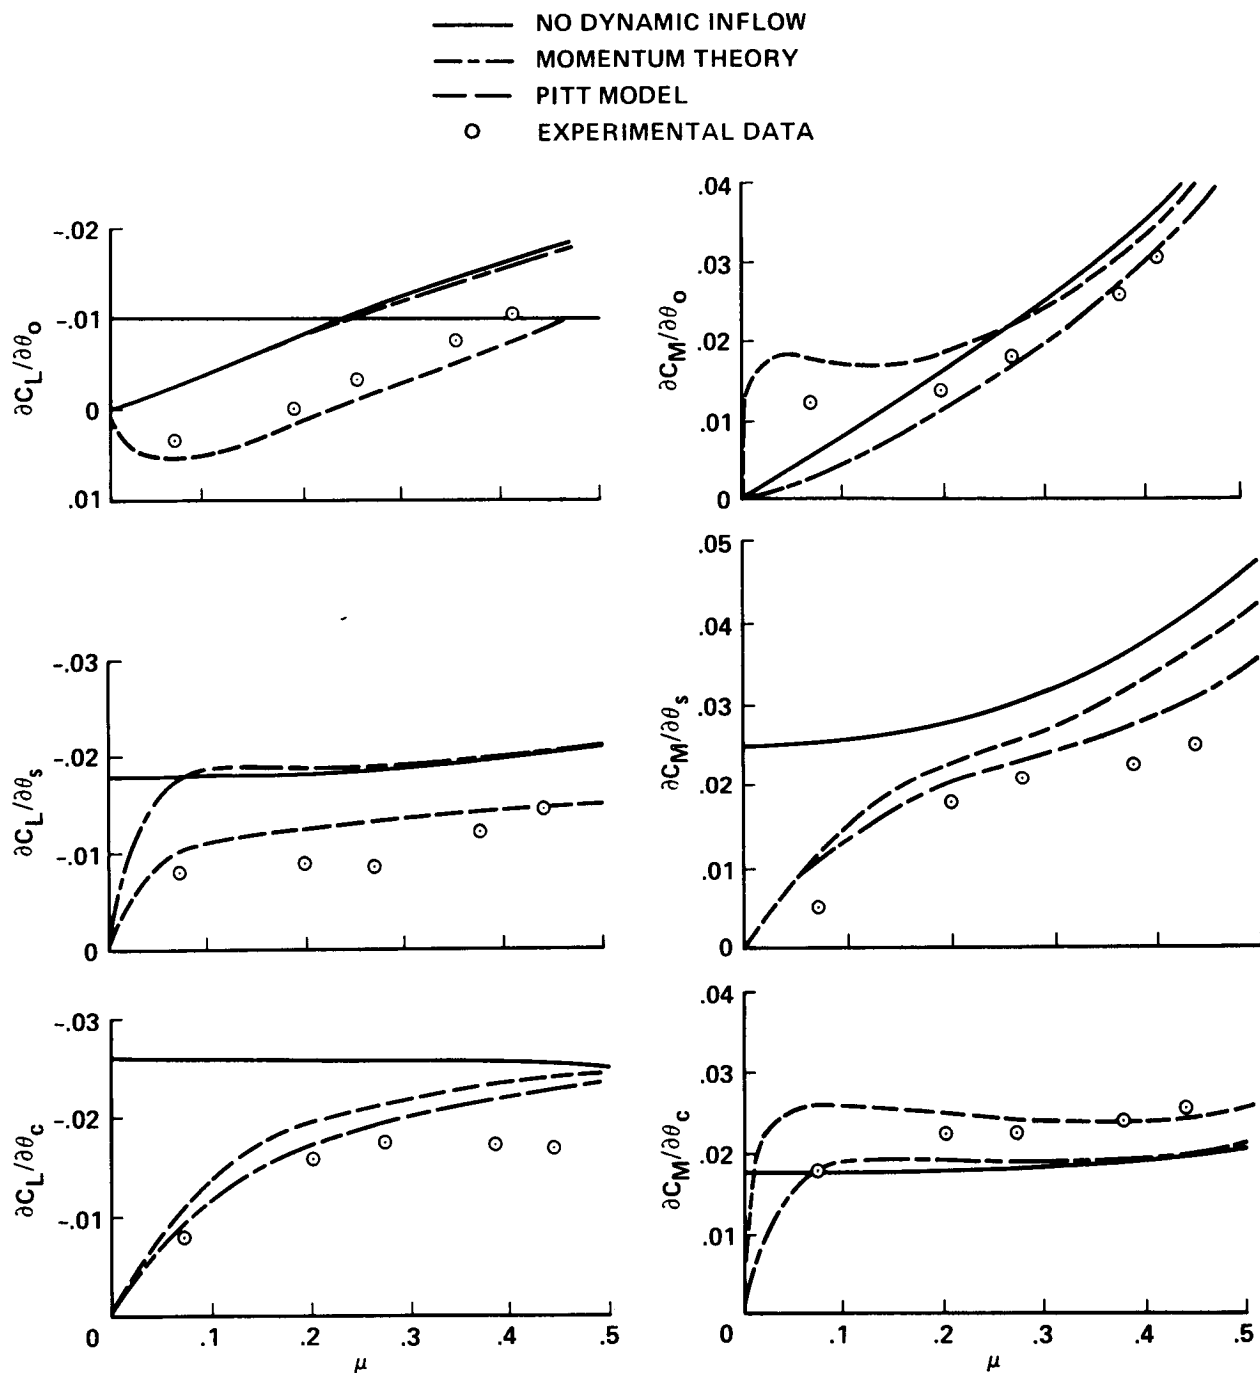 NO DYNAMIC INFLOW
MOMENTUM THEORY
PITT MODEL
EXPERIMENTAL DATA
∂C_L/∂θ_o
-.02
-.01
0
.01
∂C_M/∂θ_o
.04
.03
.02
.01
0
∂C_L/∂θ_s
-.03
-.02
-.01
0
∂C_M/∂θ_s
.05
.04
.03
.02
.01
0
∂C_L/∂θ_c
-.03
-.02
-.01
0 .1 .2 .3 .4 .5
μ
∂C_M/∂θ_c
.04
.03
.02
.01
0 .1 .2 .3 .4 .5
μ